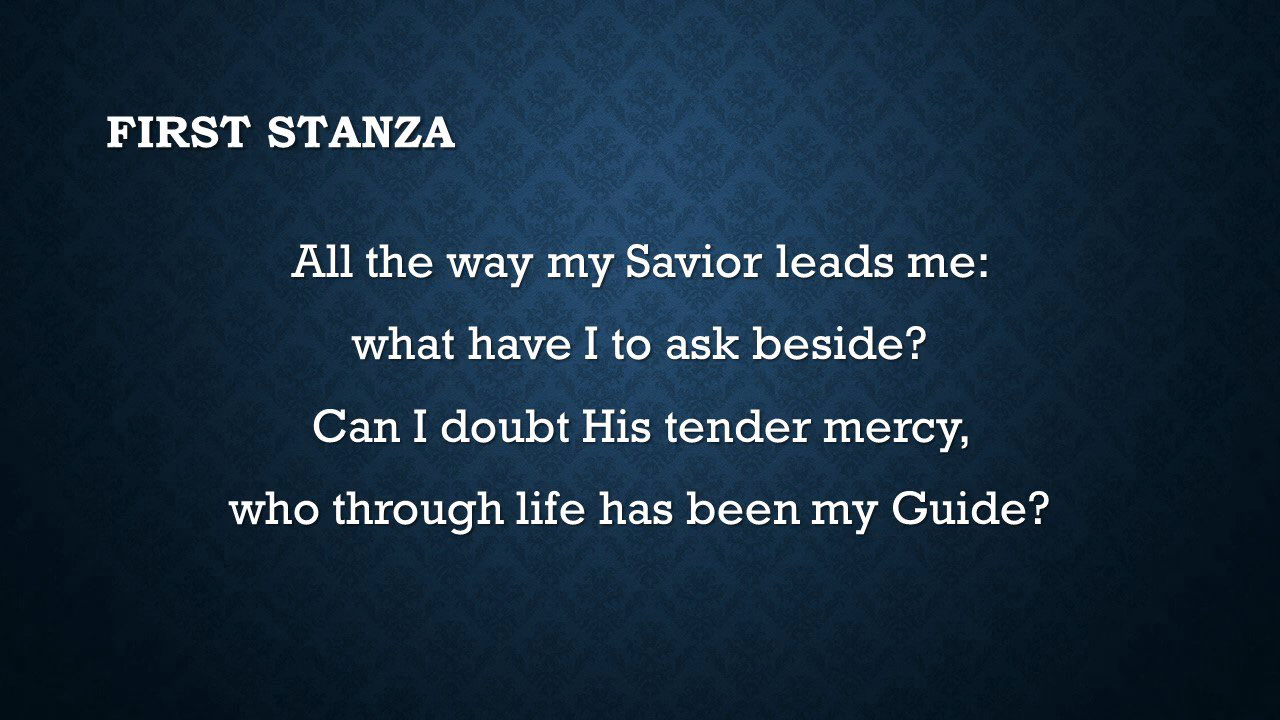 FIRST STANZA
All the way my Savior leads me:
what have I to ask beside?
Can I doubt His tender mercy,
who through life has been my Guide?